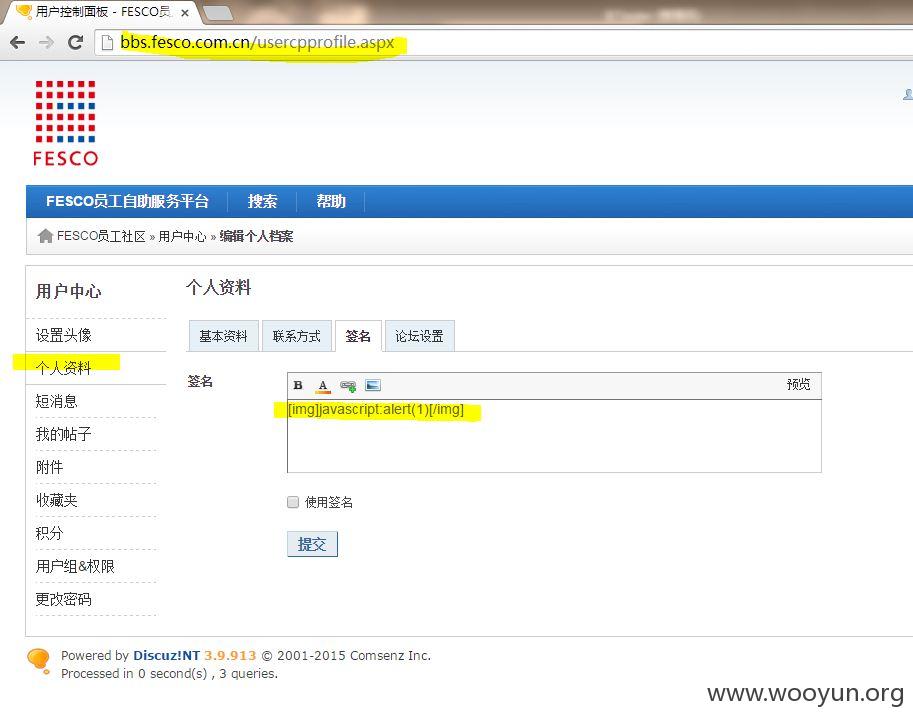 用户控制面板 - FESCO员
bbs.fesco.com.cn/usercpprofile.aspx
FESCO
FESCO员工自助服务平台 搜索 帮助
FESCO员工社区 » 用户中心 » 编辑个人档案
用户中心
设置头像
个人资料
短消息
我的帖子
附件
收藏夹
积分
用户组&权限
更改密码
个人资料
基本资料 联系方式 签名 论坛设置
签名
B A 预览
[img]javascript:alert(1)[/img]
使用签名
提交
Powered by Discuz!NT 3.9.913 © 2001-2015 Comsenz Inc.
Processed in 0 second(s) , 3 queries.
www.wooyun.org